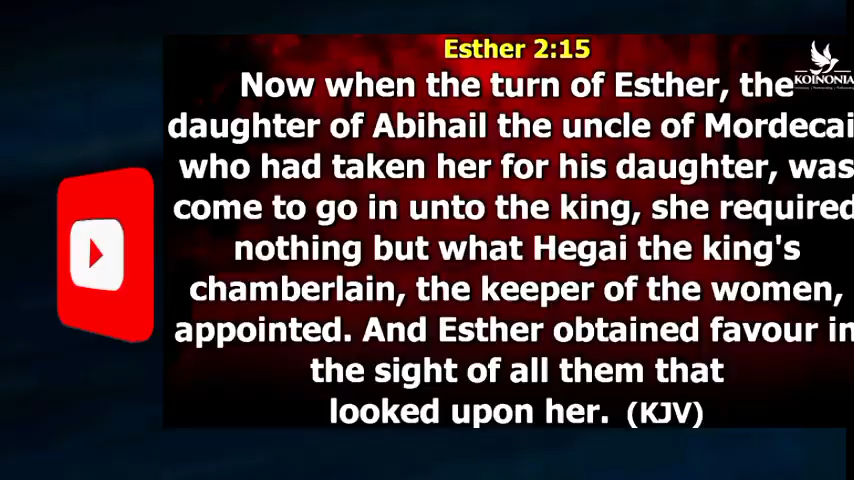 Esther 2:15
KOINONIA
Now when the turn of Esther, the
daughter of Abihail the uncle of Mordecai
who had taken her for his daughter, was
come to go in unto the king, she required
nothing but what Hegai the king's
chamberlain, the keeper of the women,
appointed. And Esther obtained favour in
the sight of all them that
looked upon her. (KJV)